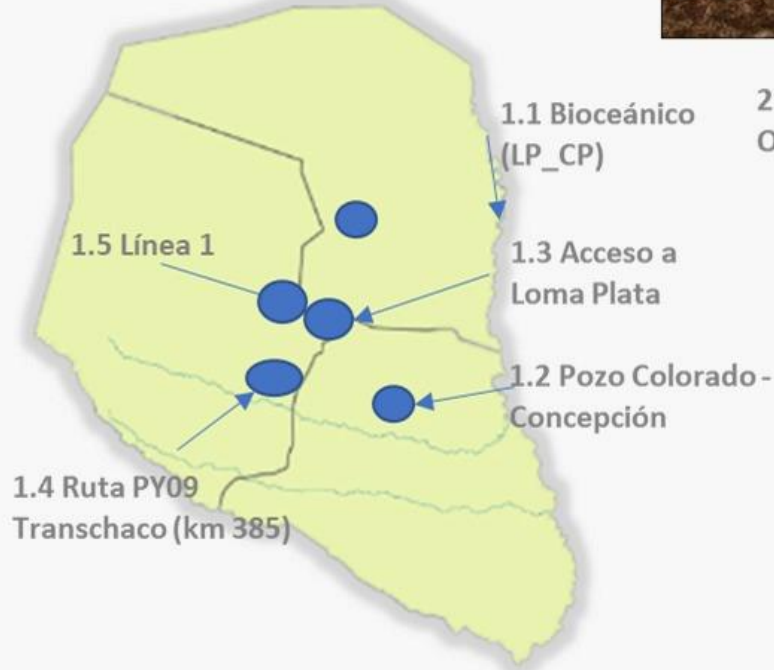 1.1 Bioceánico
(LP_CP)
2
O
1.5 Línea 1
1.3 Acceso a
Loma Plata
1.2 Pozo Colorado -
Concepción
1.4 Ruta PY09
Transchaco (km 385)